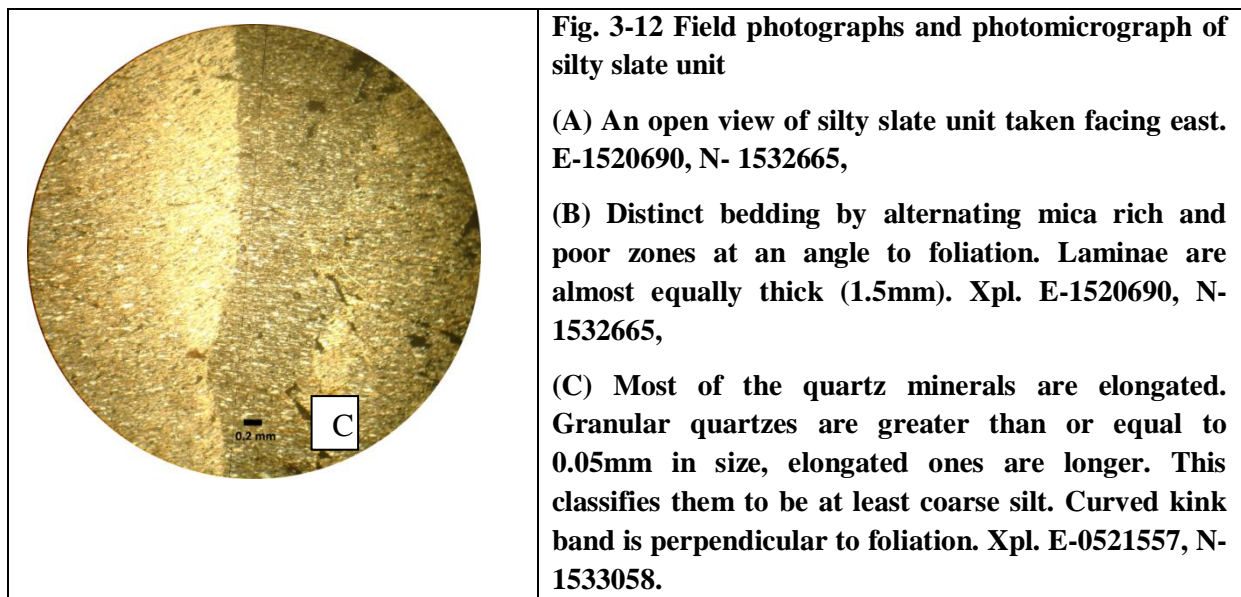 Fig. 3-12 Field photographs and photomicrograph of
silty slate unit
(A) An open view of silty slate unit taken facing east.
E-1520690, N- 1532665,
(B) Distinct bedding by alternating mica rich and
poor zones at an angle to foliation. Laminae are
almost equally thick (1.5mm). Xpl. E-1520690, N-
1532665,
(C) Most of the quartz minerals are elongated.
Granular quartzes are greater than or equal to
0.05mm in size, elongated ones are longer. This
classifies them to be at least coarse silt. Curved kink
band is perpendicular to foliation. Xpl. E-0521557, N-
1533058.
0.2 mm
C